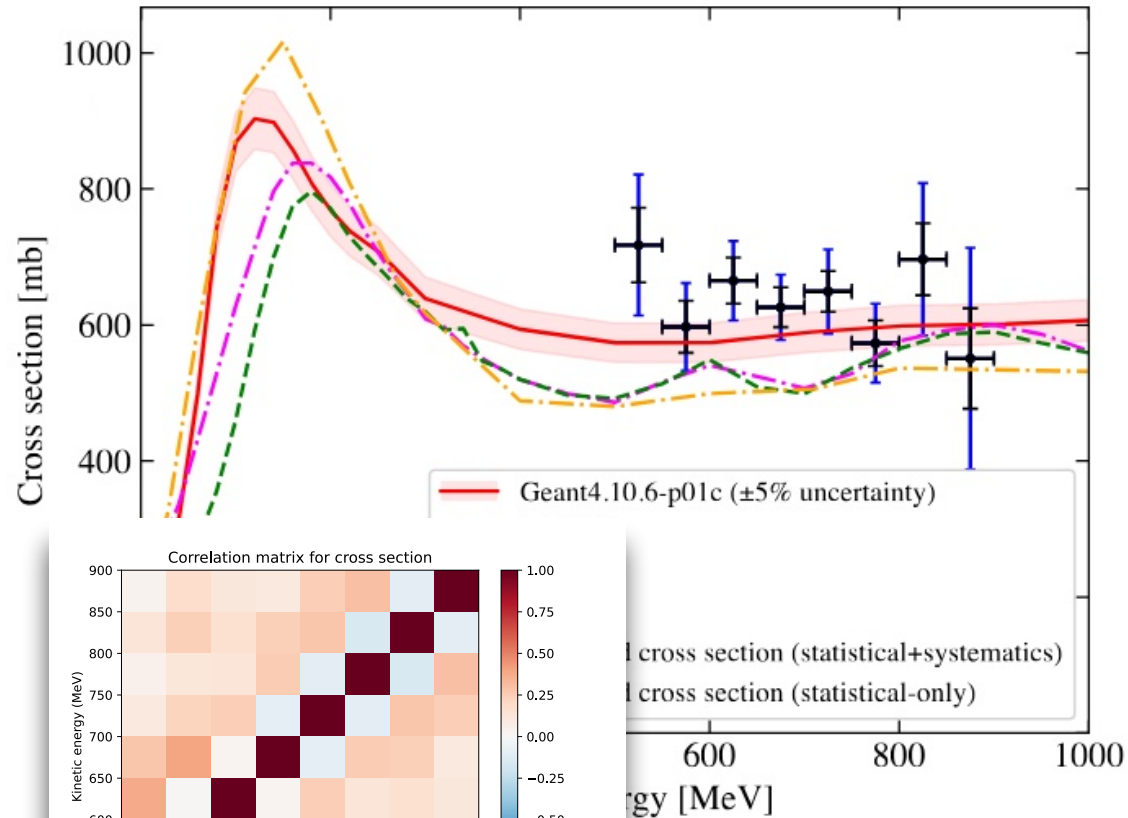 1000
800
600
400
Cross section [mb]
Geant4.10.6-p01c (±5% uncertainty)
cross section (statistical+systematics)
cross section (statistical-only)
600
800
1000
[MeV]
Correlation matrix for cross section
900
850
800
750
700
650
Kinetic energy (MeV)
1.00
0.75
0.50
0.25
0.00
−0.25